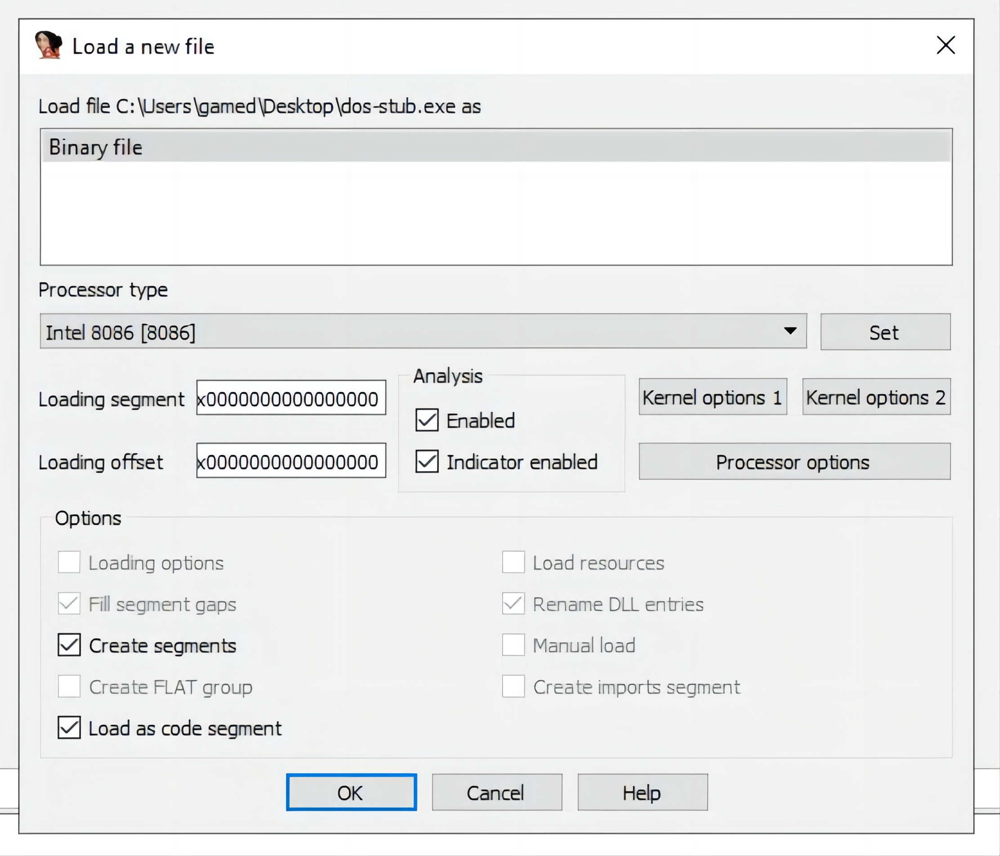 Load a new file
Load file C:\Users\gamed\Desktop\dos-stub.exe as
Binary file
Processor type
Intel 8086 [8086]
Set
Loading segment
x0000000000000000
Loading offset
x0000000000000000
Analysis
Enabled
Indicator enabled
Kernel options 1
Kernel options 2
Processor options
Options
Loading options
Fill segment gaps
Create segments
Create FLAT group
Load as code segment
Load resources
Rename DLL entries
Manual load
Create imports segment
OK
Cancel
Help